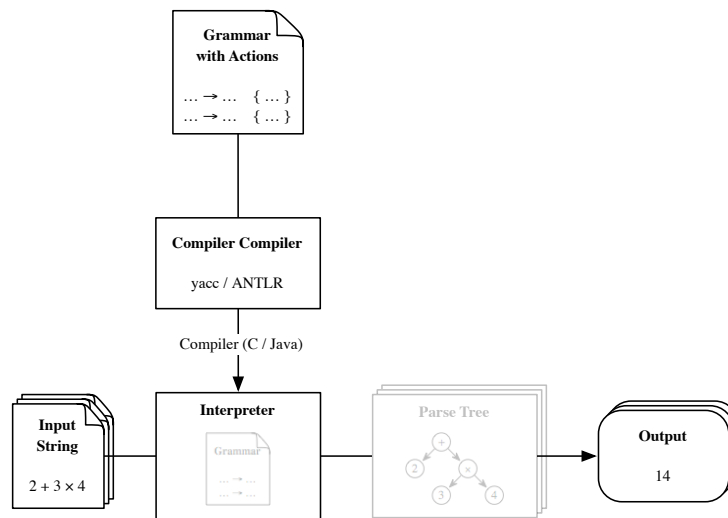 Grammar
with Actions
... → ... { ... }
... → ... { ... }
Compiler Compiler
yacc / ANTLR
Compiler (C / Java)
Input
String
2 + 3 × 4
Interpreter
Grammar
... → ...
... → ...
Parse Tree
+
2
×
3
4
Output
14